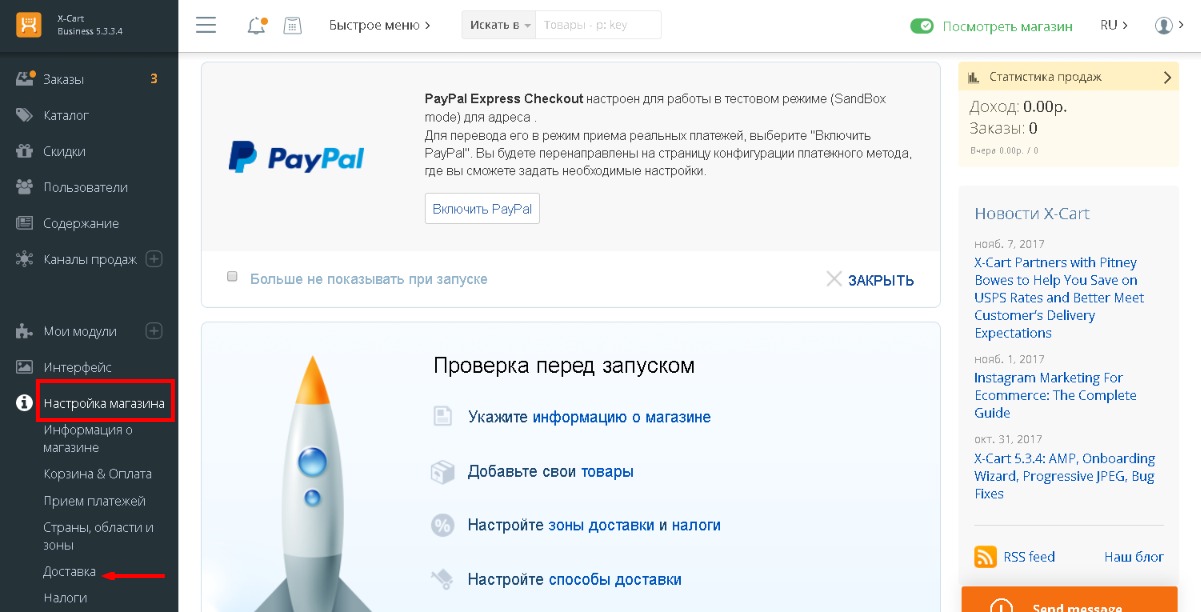 X-Cart
Business 5.3.3.4
Быстрое меню
Искать в
Товары - p: key
Посмотреть магазин
RU
Заказы
3
Каталог
Скидки
Пользователи
Содержание
Каналы продаж
Мои модули
Интерфейс
Настройка магазина
Информация о
магазине
Корзина & Оплата
Прием платежей
Страны, области и
зоны
Доставка
Налоги
PayPal
PayPal Express Checkout настроен для работы в тестовом режиме (SandBox
mode) для адреса .
Для перевода его в режим приема реальных платежей, выберите "Включить
PayPal". Вы будете перенаправлены на страницу конфигурации платежного метода,
где вы сможете задать необходимые настройки.
Включить PayPal
Больше не показывать при запуске
ЗАКРЫТЬ
Проверка перед запуском
Укажите информацию о магазине
Добавьте свои товары
Настройте зоны доставки и налоги
Настройте способы доставки
Статистика продаж
Доход: 0.00р.
Заказы: 0
Вчера 0.00р. / 0
Новости X-Cart
нояб. 7, 2017
X-Cart Partners with Pitney
Bowes to Help You Save on
USPS Rates and Better Meet
Customer's Delivery
Expectations
нояб. 1, 2017
Instagram Marketing For
Ecommerce: The Complete
Guide
окт. 31, 2017
X-Cart 5.3.4: AMP, Onboarding
Wizard, Progressive JPEG, Bug
Fixes
RSS feed
Наш блог
Send message